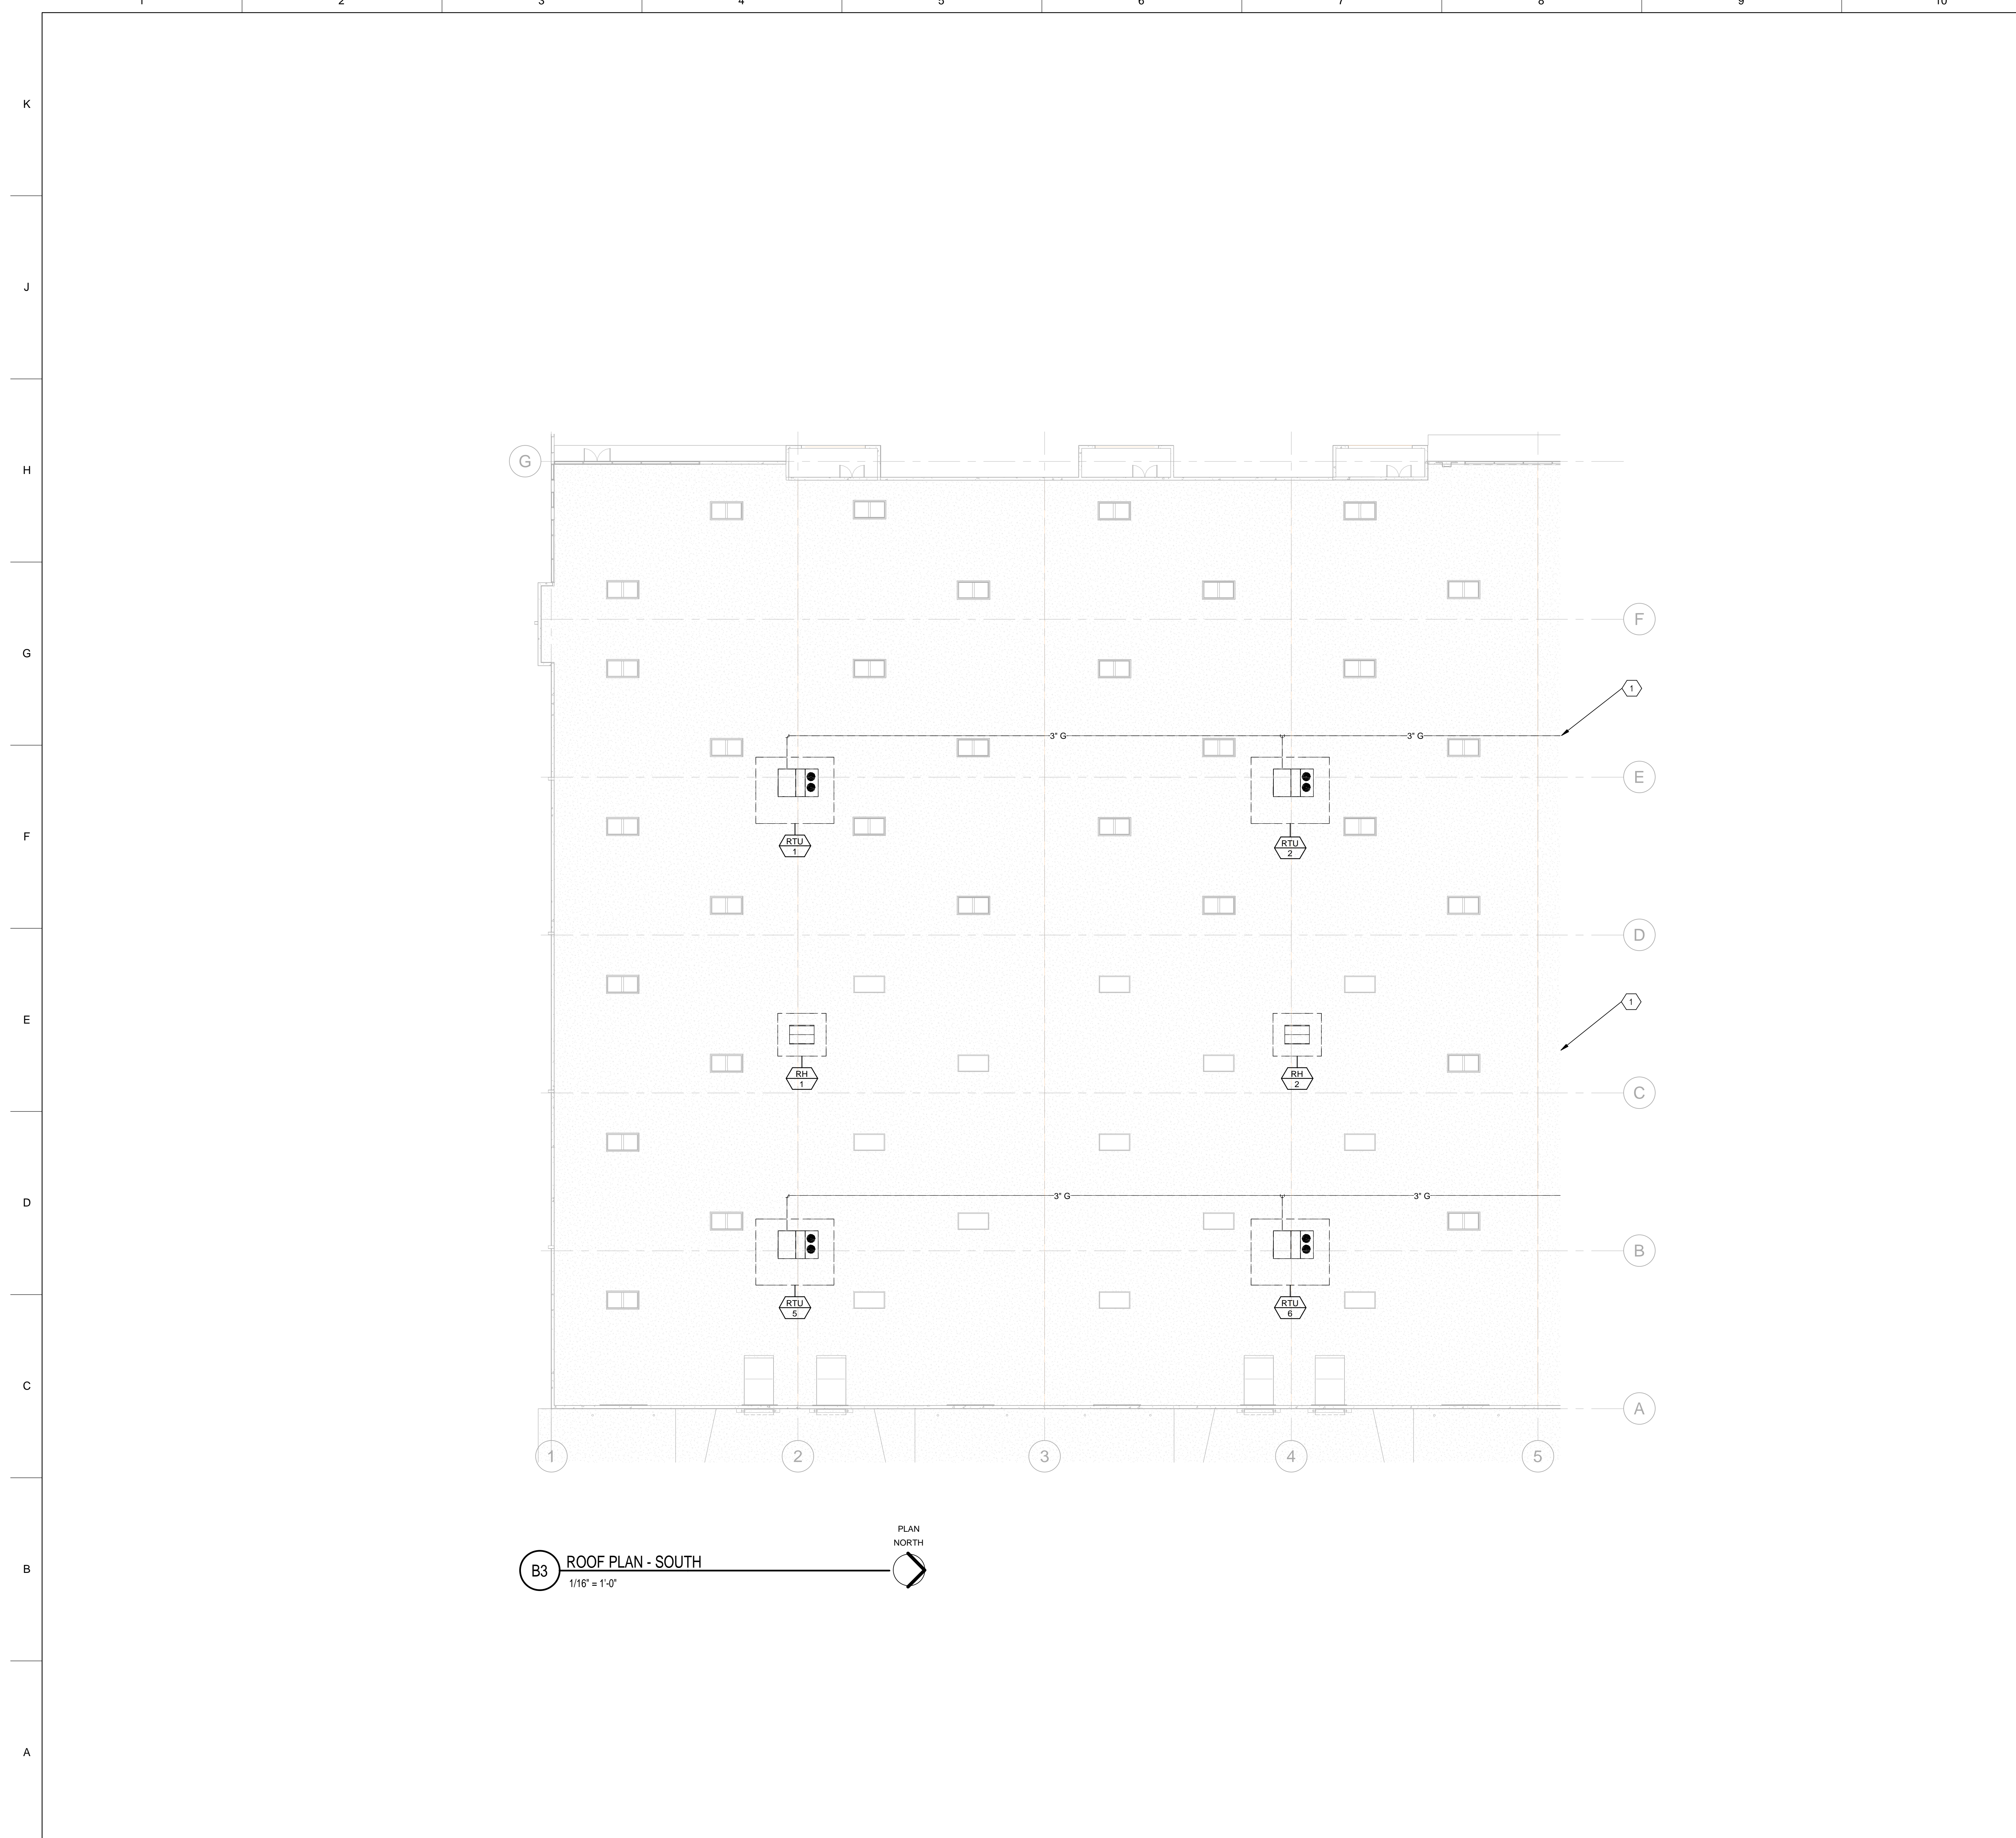 1 2 3 4 5 6 7 8 9 10
K
J
H
G
G
F
1
3" G 3" G
E
F
RTU RTU
1 2
D
E
1
RH RH
1 2
C
D
3" G 3" G
B
RTU RTU
5 6
C
A
1 2 3 4 5
PLAN
NORTH
B
B3
ROOF PLAN - SOUTH
1/16" = 1'-0"
A